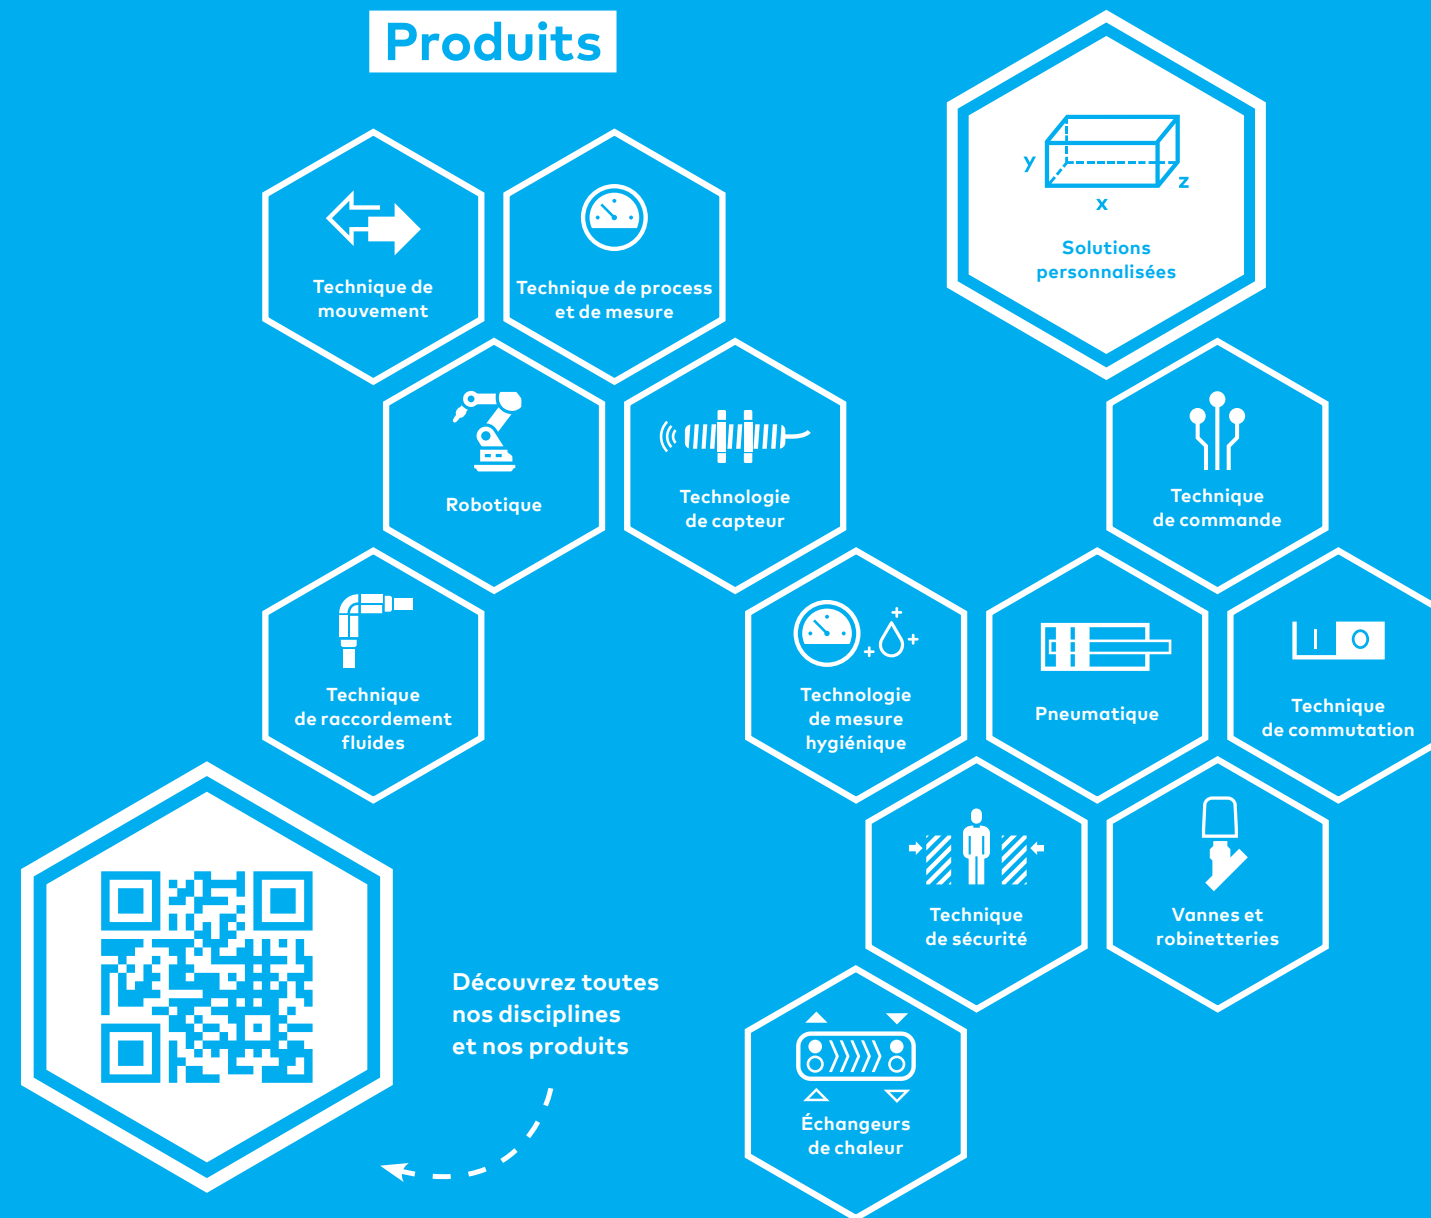 Produits
y
z
x
Solutions
personnalisées
Technique de
mouvement
Technique de process
et de mesure
Robotique
Technologie
de capteur
Technique
de commande
Technique
de raccordement
fluides
Technologie
de mesure
hygiénique
Pneumatique
Technique
de commutation
Technique
de sécurité
Vannes et
robinetteries
Découvrez toutes
nos disciplines
et nos produits
Échangeurs
de chaleur